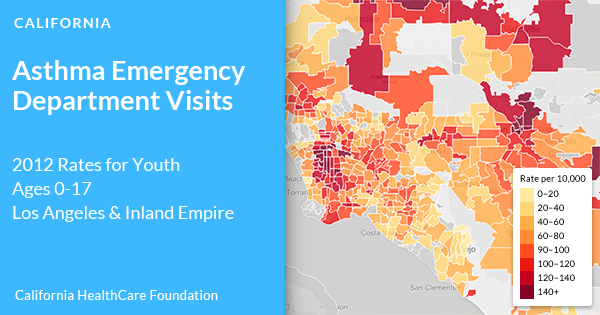 CALIFORNIA
Asthma Emergency
Department Visits
2012 Rates for Youth
Ages 0-17
Los Angeles & Inland Empire
California HealthCare Foundation
Palmdale
Beach
Torran
Costa
San Clemente
Rate per 10,000
0–20
20–40
40–60
60–80
90–100
100–120
120–140
140+